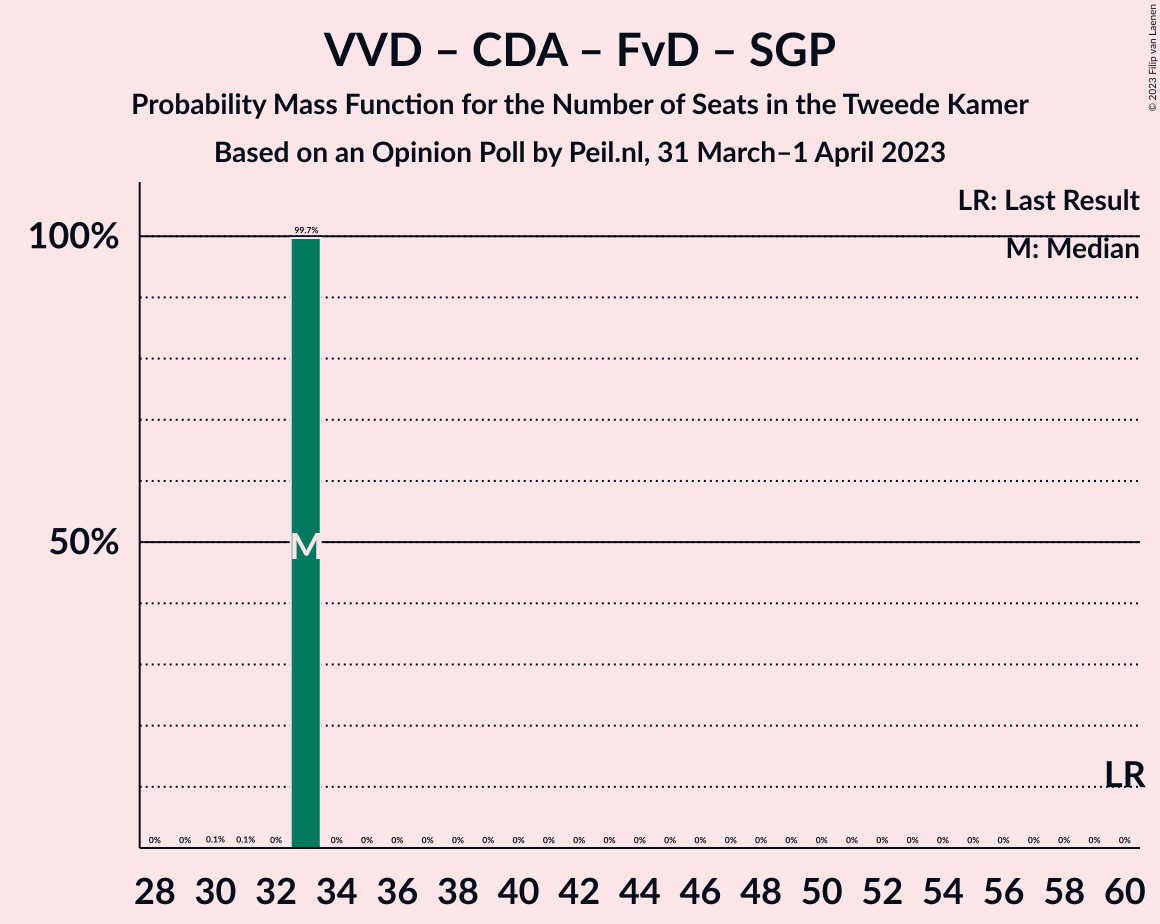 VVD – CDA – FvD – SGP
Probability Mass Function for the Number of Seats in the Tweede Kamer
Based on an Opinion Poll by Peil.nl, 31 March–1 April 2023
© 2023 Filip van Laenen
LR: Last Result
M: Median
100%
99.7%
50%
M
LR
0% 0% 0.1% 0.1% 0% 0% 0% 0% 0% 0% 0% 0% 0% 0% 0% 0% 0% 0% 0% 0% 0% 0% 0% 0% 0% 0% 0% 0% 0% 0% 0% 0%
28 30 32 34 36 38 40 42 44 46 48 50 52 54 56 58 60